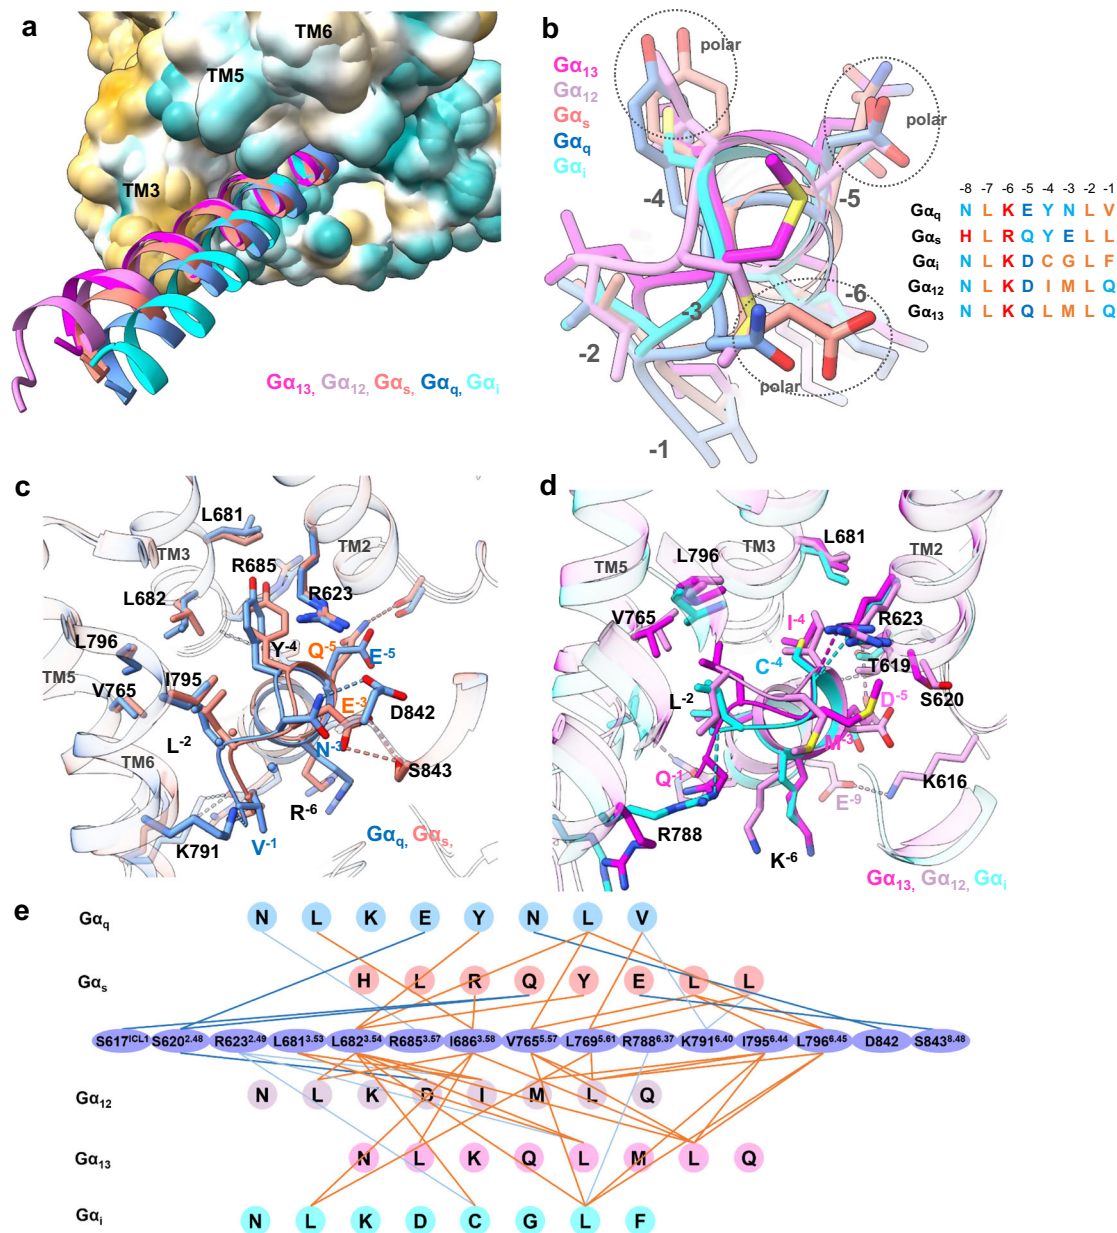 a
TM6
TM5
TM3
Gα13, Gα12, Gαs, Gαq, Gαi
b
Gα13
Gα12
Gαs
Gαq
Gαi
polar
polar
-4
-5
-3
-6
-2
polar
-1
-8 -7 -6 -5 -4 -3 -2 -1
Gαq N L K E Y N L V
Gαs H L R Q Y E L L
Gαi N L K D C G L F
Gα12 N L K D I M L Q
Gα13 N L K Q L M L Q
c
L681
TM3
TM2
R685
R623
L682
L796
Y-4
Q-5
E-5
TM5
V765
I795
E-3
D842
L-2
N-3
TM6
S843
R-6
K791
V-1
Gαq, Gαs,
d
L681
L796
TM3
TM2
TM5
V765
I-4
R623
C-4
T619
L-2
D-5
S620
M-3
Q-1
K616
E-9
R788
K-6
Gα13, Gα12, Gαi
e
Gαq N L K E Y N L V
Gαs H L R Q Y E L L
S617ICL1 S6202.48 R6232.49 L6813.53 L6823.54 R6853.57 I6863.58 V7655.57 L7695.61 R7886.37 K7916.40 I7956.44 L7966.45 D842 S8438.48
Gα12 N L K D I M L Q
Gα13 N L K Q L M L Q
Gαi N L K D C G L F